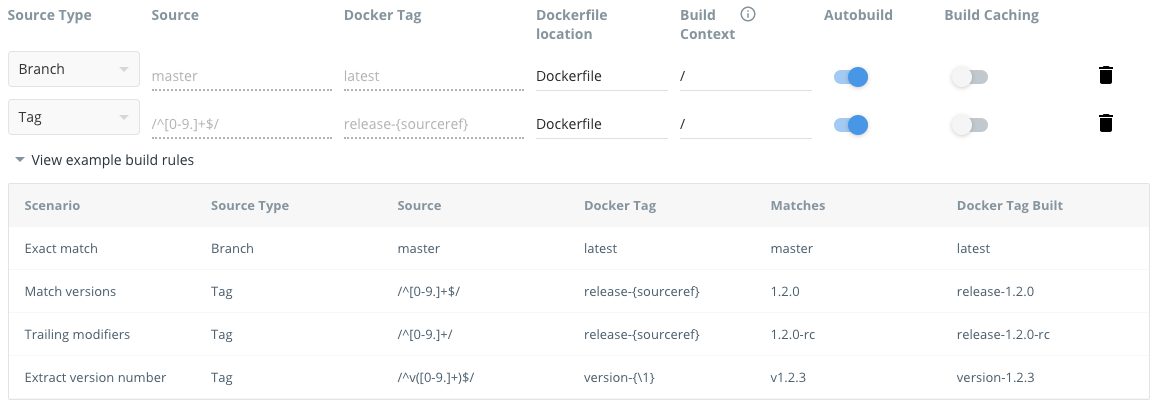 Source Type Source Docker Tag Dockerfile location Build Context Autobuild Build Caching
Branch master latest Dockerfile /
Tag /^[0-9.]+$/ release-{sourceref} Dockerfile /
View example build rules
Scenario Source Type Source Docker Tag Matches Docker Tag Built
Exact match Branch master latest master latest
Match versions Tag /^[0-9.]+$/ release-{sourceref} 1.2.0 release-1.2.0
Trailing modifiers Tag /^[0-9.]+/ release-{sourceref} 1.2.0-rc release-1.2.0-rc
Extract version number Tag /^v([0-9.]+)$/ version-{\1} v1.2.3 version-1.2.3